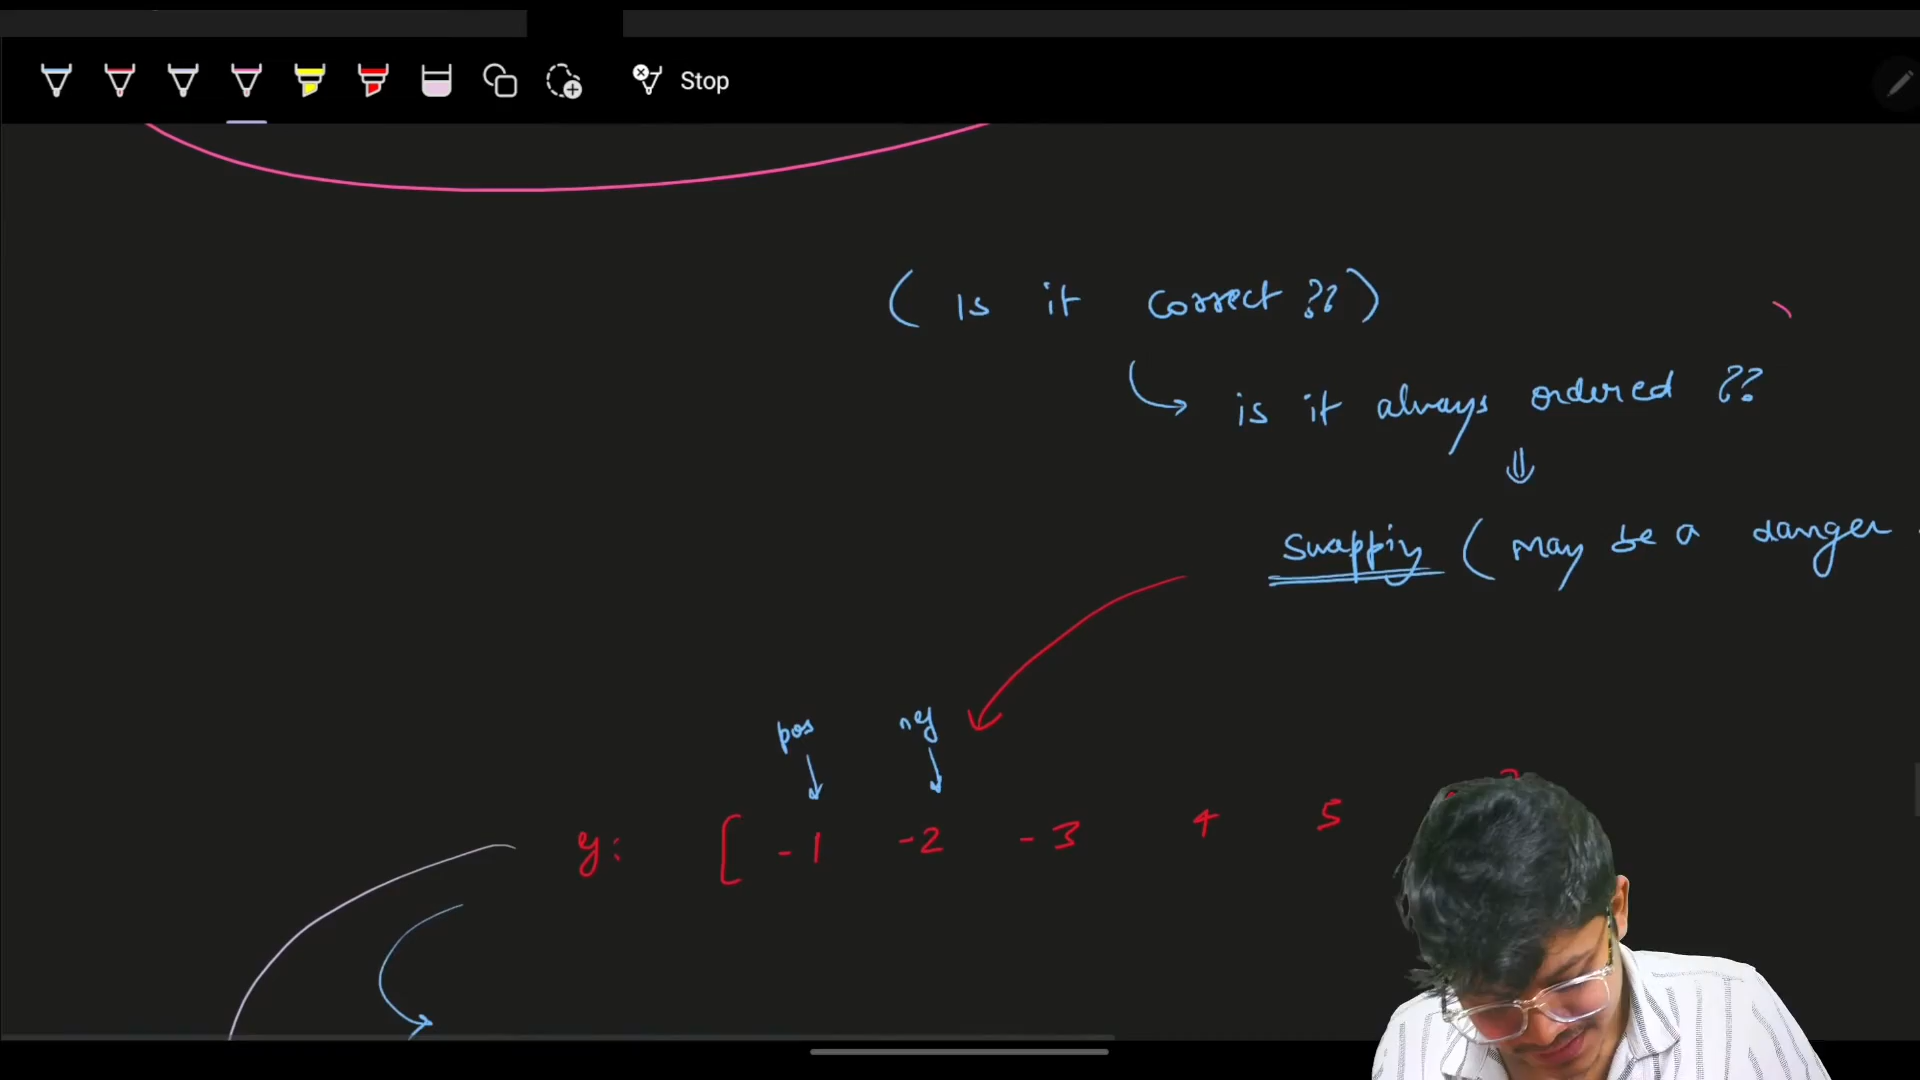 Stop
( Is it correct ?? )
is it always ordered ??
Swapping ( May be a danger
pos neg
y: [ -1 -2 -3 4 5